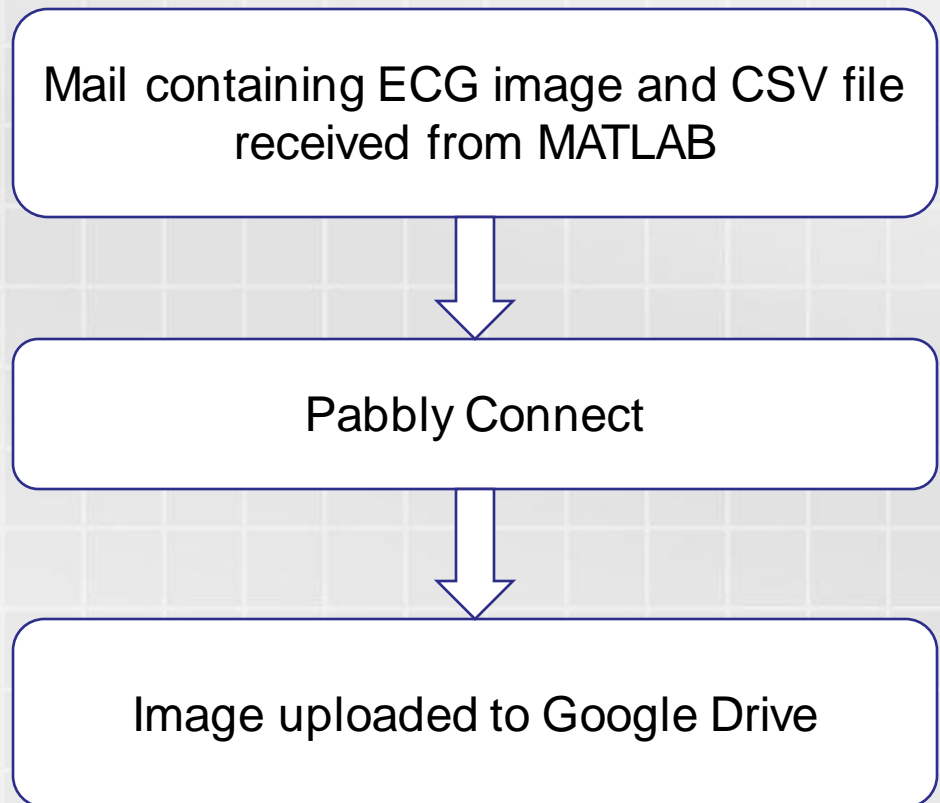 Mail containing ECG image and CSV file
received from MATLAB
Pabbly Connect
Image uploaded to Google Drive